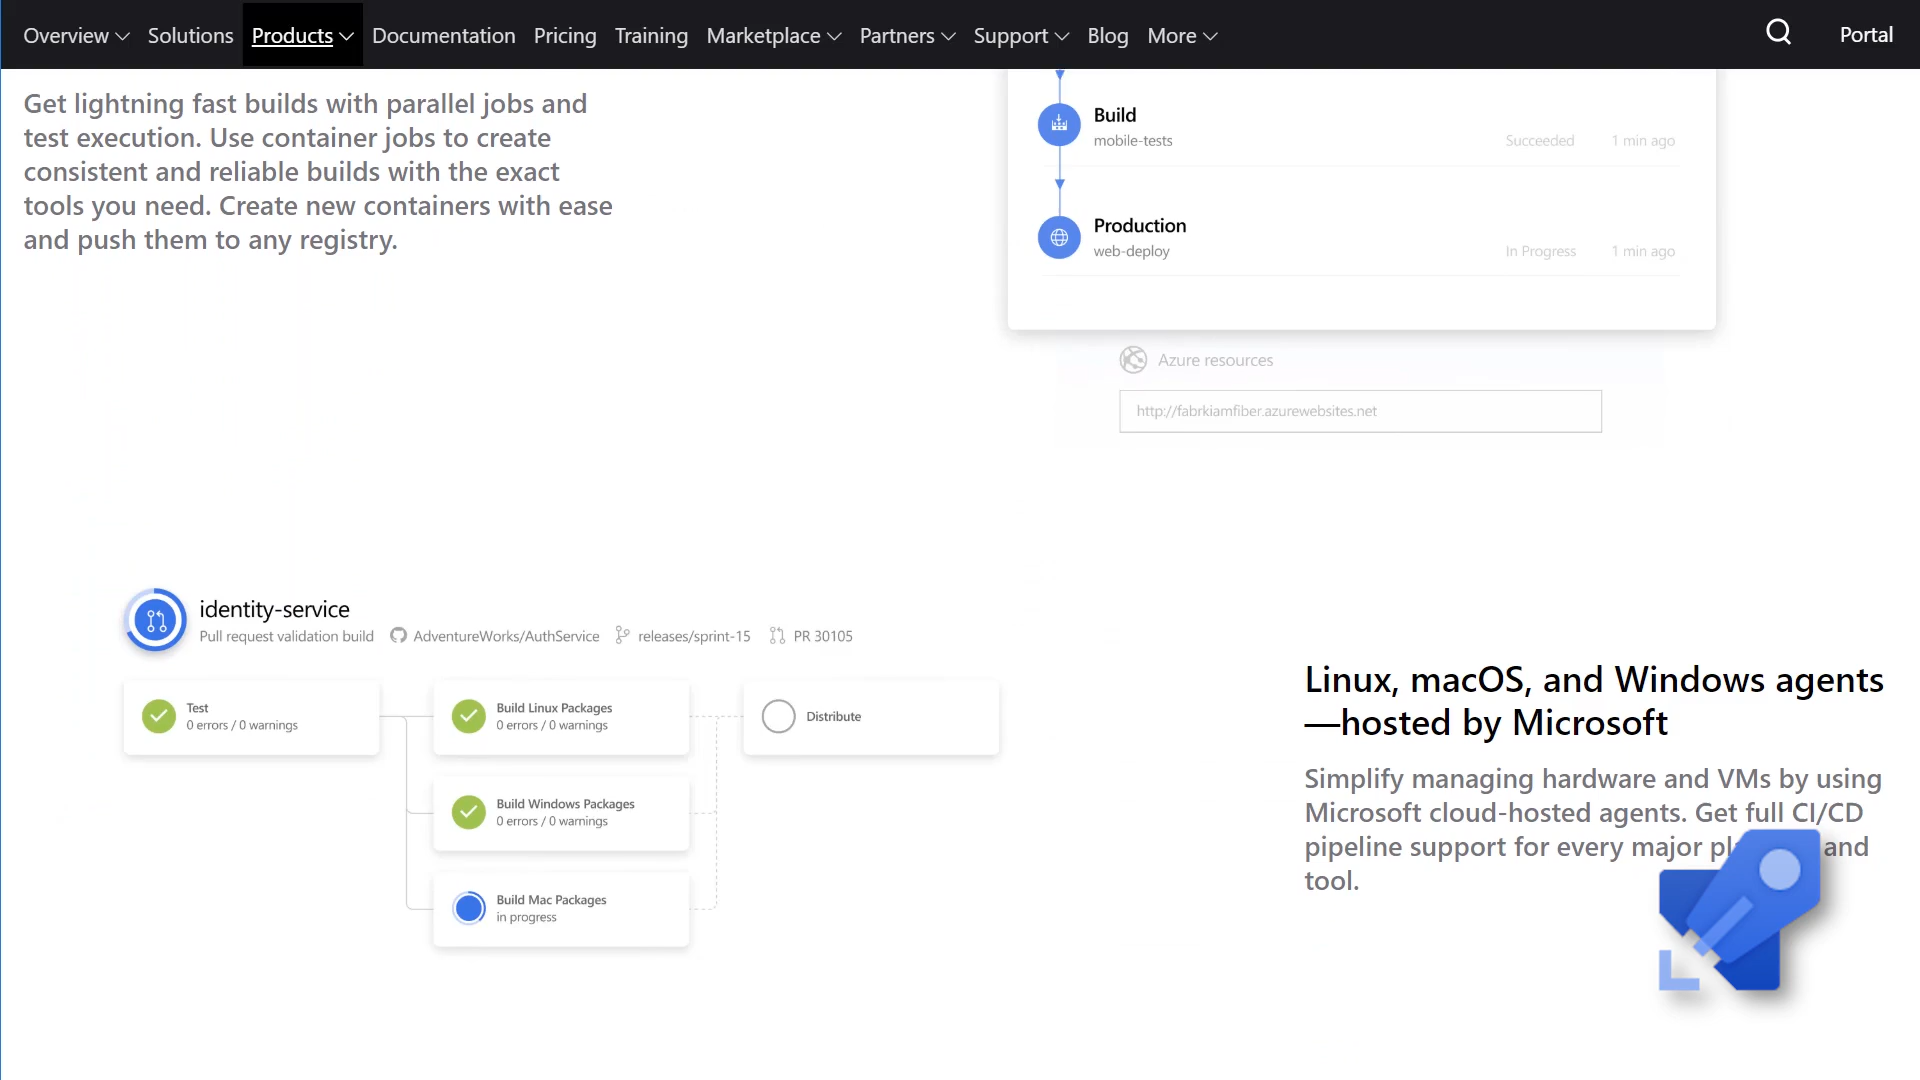 Overview Solutions Products Documentation Pricing Training Marketplace Partners Support Blog More Portal
Get lightning fast builds with parallel jobs and
test execution. Use container jobs to create
consistent and reliable builds with the exact
tools you need. Create new containers with ease
and push them to any registry.
Build
mobile-tests Succeeded 1 min ago
Production
web-deploy In Progress 1 min ago
Azure resources
http://fabrkiamfiber.azurewebsites.net
identity-service
Pull request validation build AdventureWorks/AuthService releases/sprint-15 PR 30105
Test
0 errors / 0 warnings
Build Linux Packages
0 errors / 0 warnings
Distribute
Build Windows Packages
0 errors / 0 warnings
Build Mac Packages
in progress
Linux, macOS, and Windows agents
—hosted by Microsoft
Simplify managing hardware and VMs by using
Microsoft cloud-hosted agents. Get full CI/CD
pipeline support for every major and
tool.